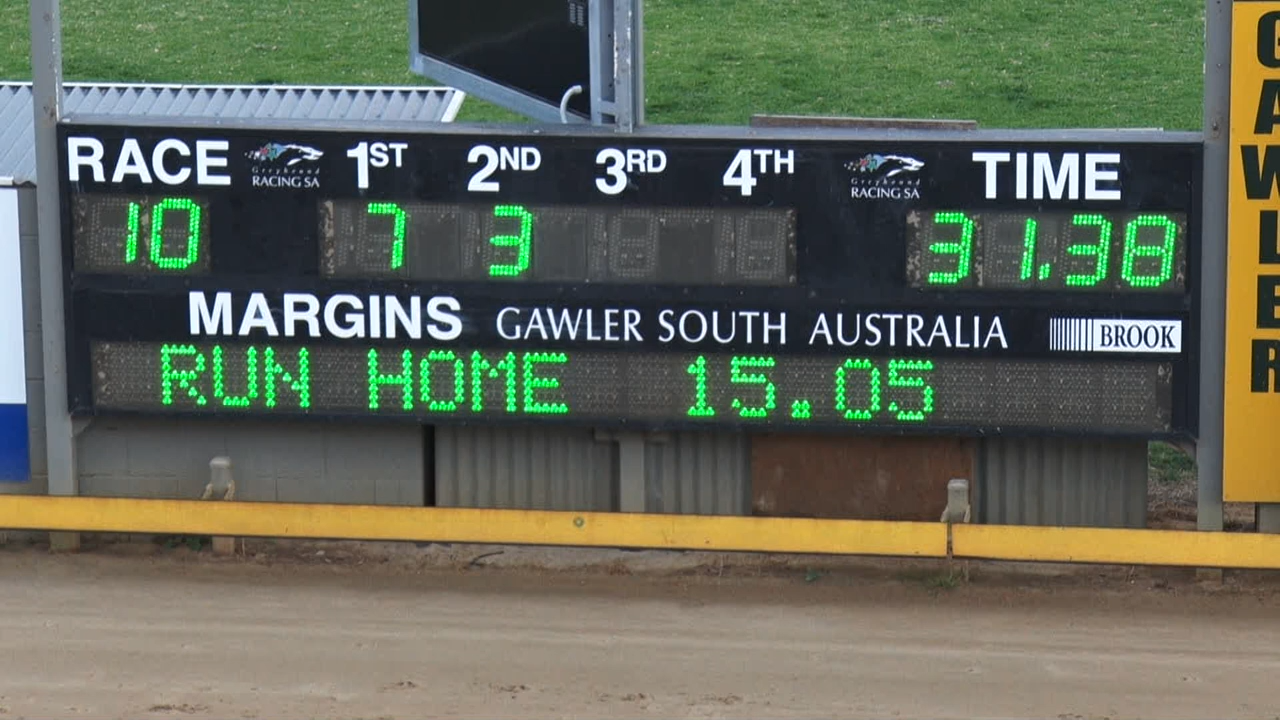 RACE Greyhound RACING SA 1ST 2ND 3RD 4TH Greyhound RACING SA TIME
10 7 3 31.38
MARGINS GAWLER SOUTH AUSTRALIA BROOK
RUN HOME 15.05
GAWLER